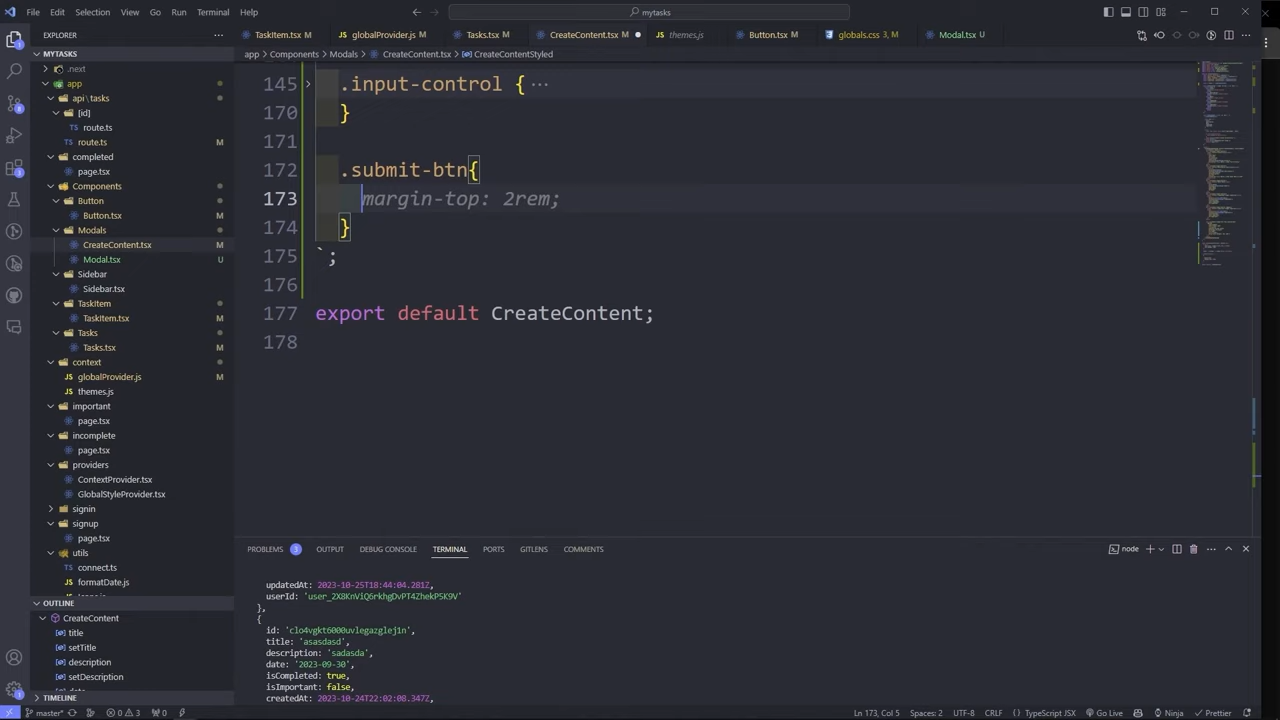 File Edit Selection View Go Run Terminal Help
mytasks
EXPLORER
MYTASKS
.next
app
api\tasks
[id]
route.ts
route.ts M
completed
page.tsx
Components
Button
Button.tsx M
Modals
CreateContent.tsx M
Modal.tsx U
Sidebar
Sidebar.tsx
TaskItem
TaskItem.tsx M
Tasks
Tasks.tsx M
context
globalProvider.js M
themes.js
important
page.tsx
incomplete
page.tsx
providers
ContextProvider.tsx
GlobalStyleProvider.tsx
signin
signup
page.tsx
utils
connect.ts
formatDate.js
OUTLINE
CreateContent
title
setTitle
description
setDescription
TIMELINE
TaskItem.tsx M globalProvider.js M Tasks.tsx M CreateContent.tsx M themes.js Button.tsx M globals.css 3, M Modal.tsx U
app > Components > Modals > CreateContent.tsx > CreateContentStyled
145 .input-control {
170 }
171
172 .submit-btn{
173 margin-top: 2rem;
174 }
175 `;
176
177 export default CreateContent;
178
PROBLEMS 3 OUTPUT DEBUG CONSOLE TERMINAL PORTS GITLENS COMMENTS
node
updatedAt: 2023-10-25T18:44:04.281Z,
userId: 'user_2X8KnViQ6rkhgDvPT4ZhekP5K9V'
},
{
id: 'clo4vgkt6000uvlegazglej1n',
title: 'asasdasd',
description: 'sadasda',
date: '2023-09-30',
isCompleted: true,
isImportant: false,
createdAt: 2023-10-24T22:02:08.347Z,
master* 0 3 0 Ln 173, Col 5 Spaces: 2 UTF-8 CRLF TypeScript JSX Go Live Ninja Prettier